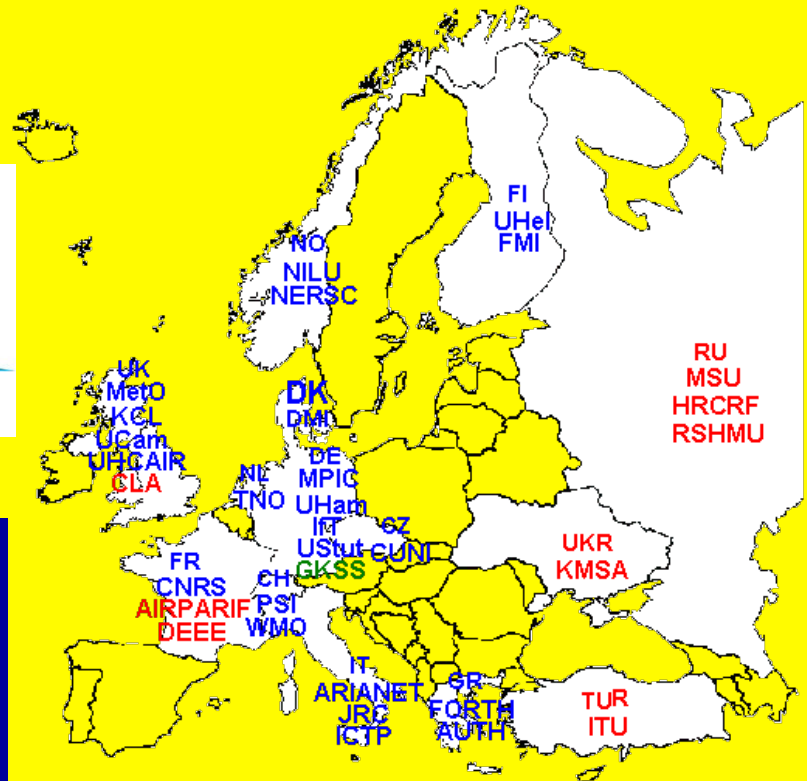 FI
UHel
FMI
NO
NILU
NERSC
RU
MSU
HRCRF
RSHMU
UK
MetO
KCL
UCam
UHCAIR
CLA
DK
DMI
DE
MPIC
UHam
IfT
UStut
GKSS
NL
TNO
CZ
CUNI
UKR
KMSA
FR
CNRS
AIRPARIF
DEEE
CH
PSI
WMO
IT
ARIANET
JRC
ICTP
GR
FORTH
AUTH
TUR
ITU